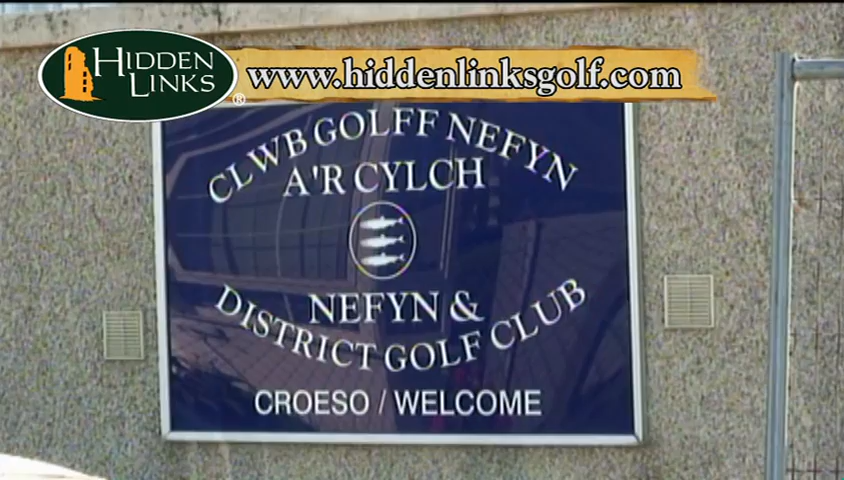 HIDDEN
LINKS
®
www.hiddenlinksgolf.com
CLWB GOLFF NEFYN
A'R CYLCH
NEFYN &
DISTRICT GOLF CLUB
CROESO / WELCOME